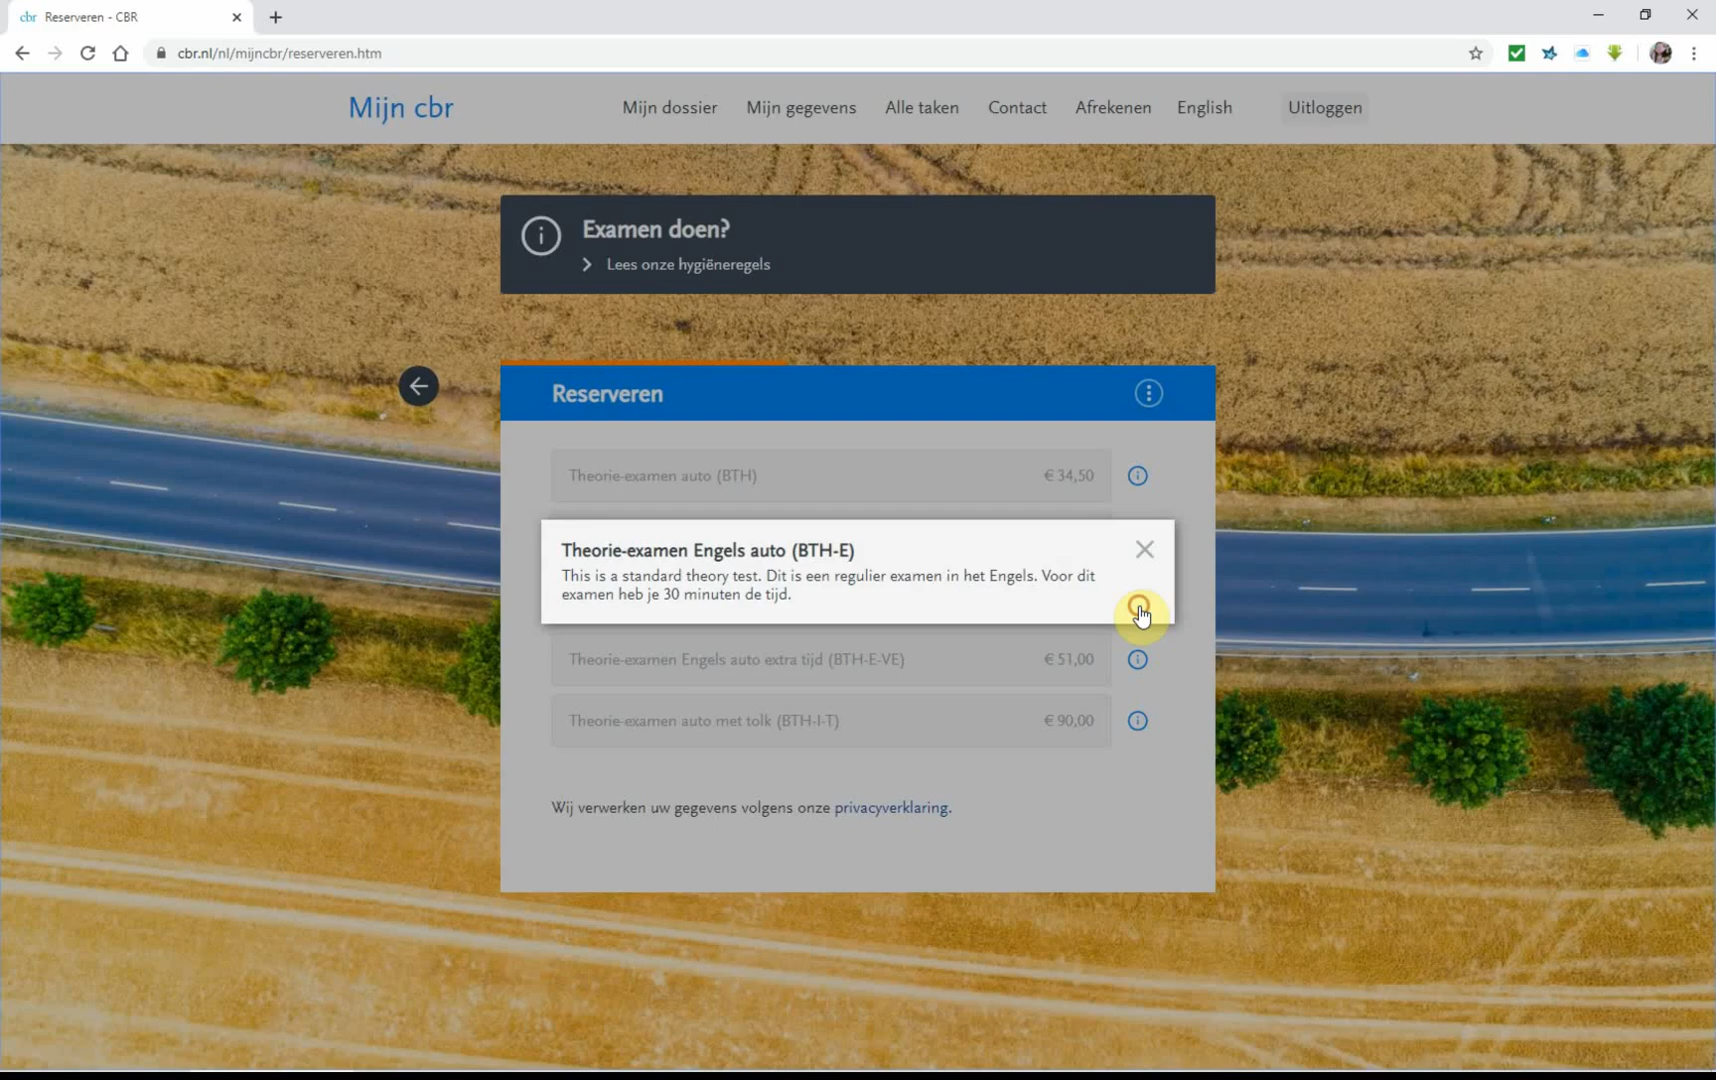 cbr Reserveren - CBR
cbr.nl/nl/mijncbr/reserveren.htm
Mijn cbr
Mijn dossier
Mijn gegevens
Alle taken
Contact
Afrekenen
English
Uitloggen
Examen doen?
Lees onze hygiëneregels
Reserveren
Theorie-examen auto (BTH) € 34,50
Theorie-examen Engels auto (BTH-E)
This is a standard theory test. Dit is een regulier examen in het Engels. Voor dit
examen heb je 30 minuten de tijd.
Theorie-examen Engels auto extra tijd (BTH-E-VE) € 51,00
Theorie-examen auto met tolk (BTH-I-T) € 90,00
Wij verwerken uw gegevens volgens onze privacyverklaring.